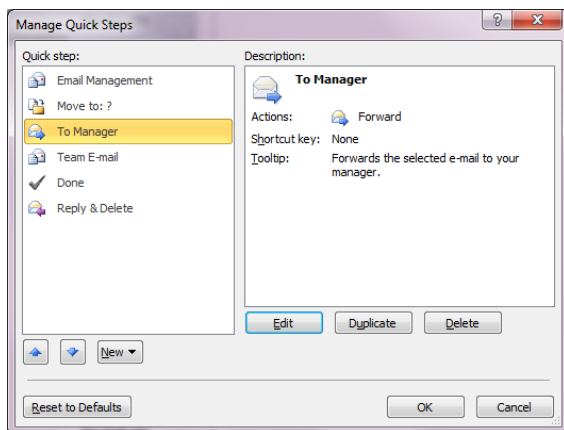 Manage Quick Steps
Quick step:
Email Management
Move to: ?
To Manager
Team E-mail
Done
Reply & Delete
New
Description:
To Manager
Actions: Forward
Shortcut key: None
Tooltip: Forwards the selected e-mail to your
manager.
Edit Duplicate Delete
Reset to Defaults
OK Cancel